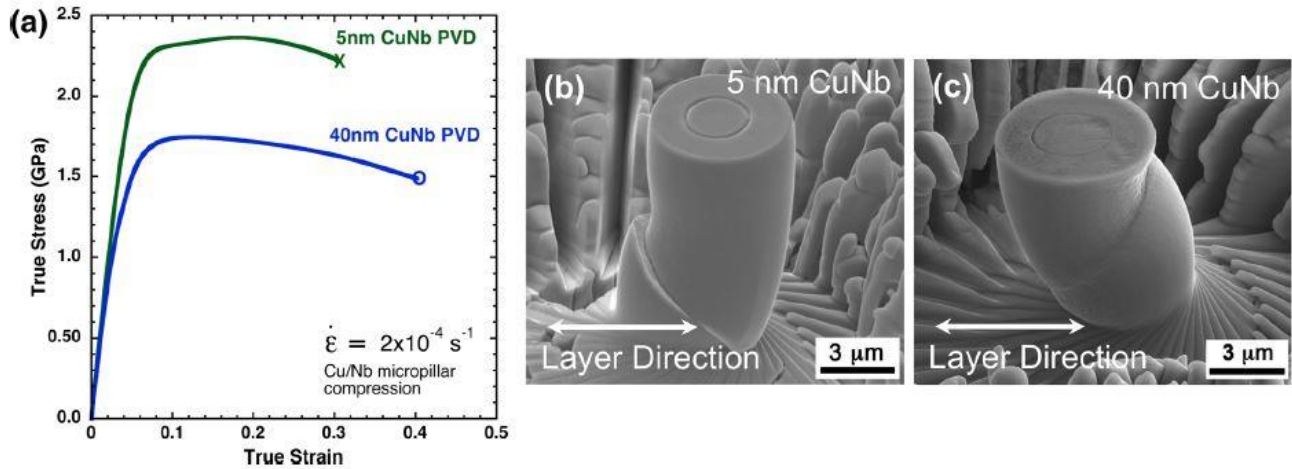 (a)
2.5
2.0
1.5
1.0
0.50
0.0
True Stress (GPa)
5nm CuNb PVD
X
40nm CuNb PVD
O
ε̇ = 2x10⁻⁴ s⁻¹
Cu/Nb micropillar
compression
0 0.1 0.2 0.3 0.4 0.5
True Strain
(b) 5 nm CuNb
Layer Direction
3 μm
(c) 40 nm CuNb
Layer Direction
3 μm